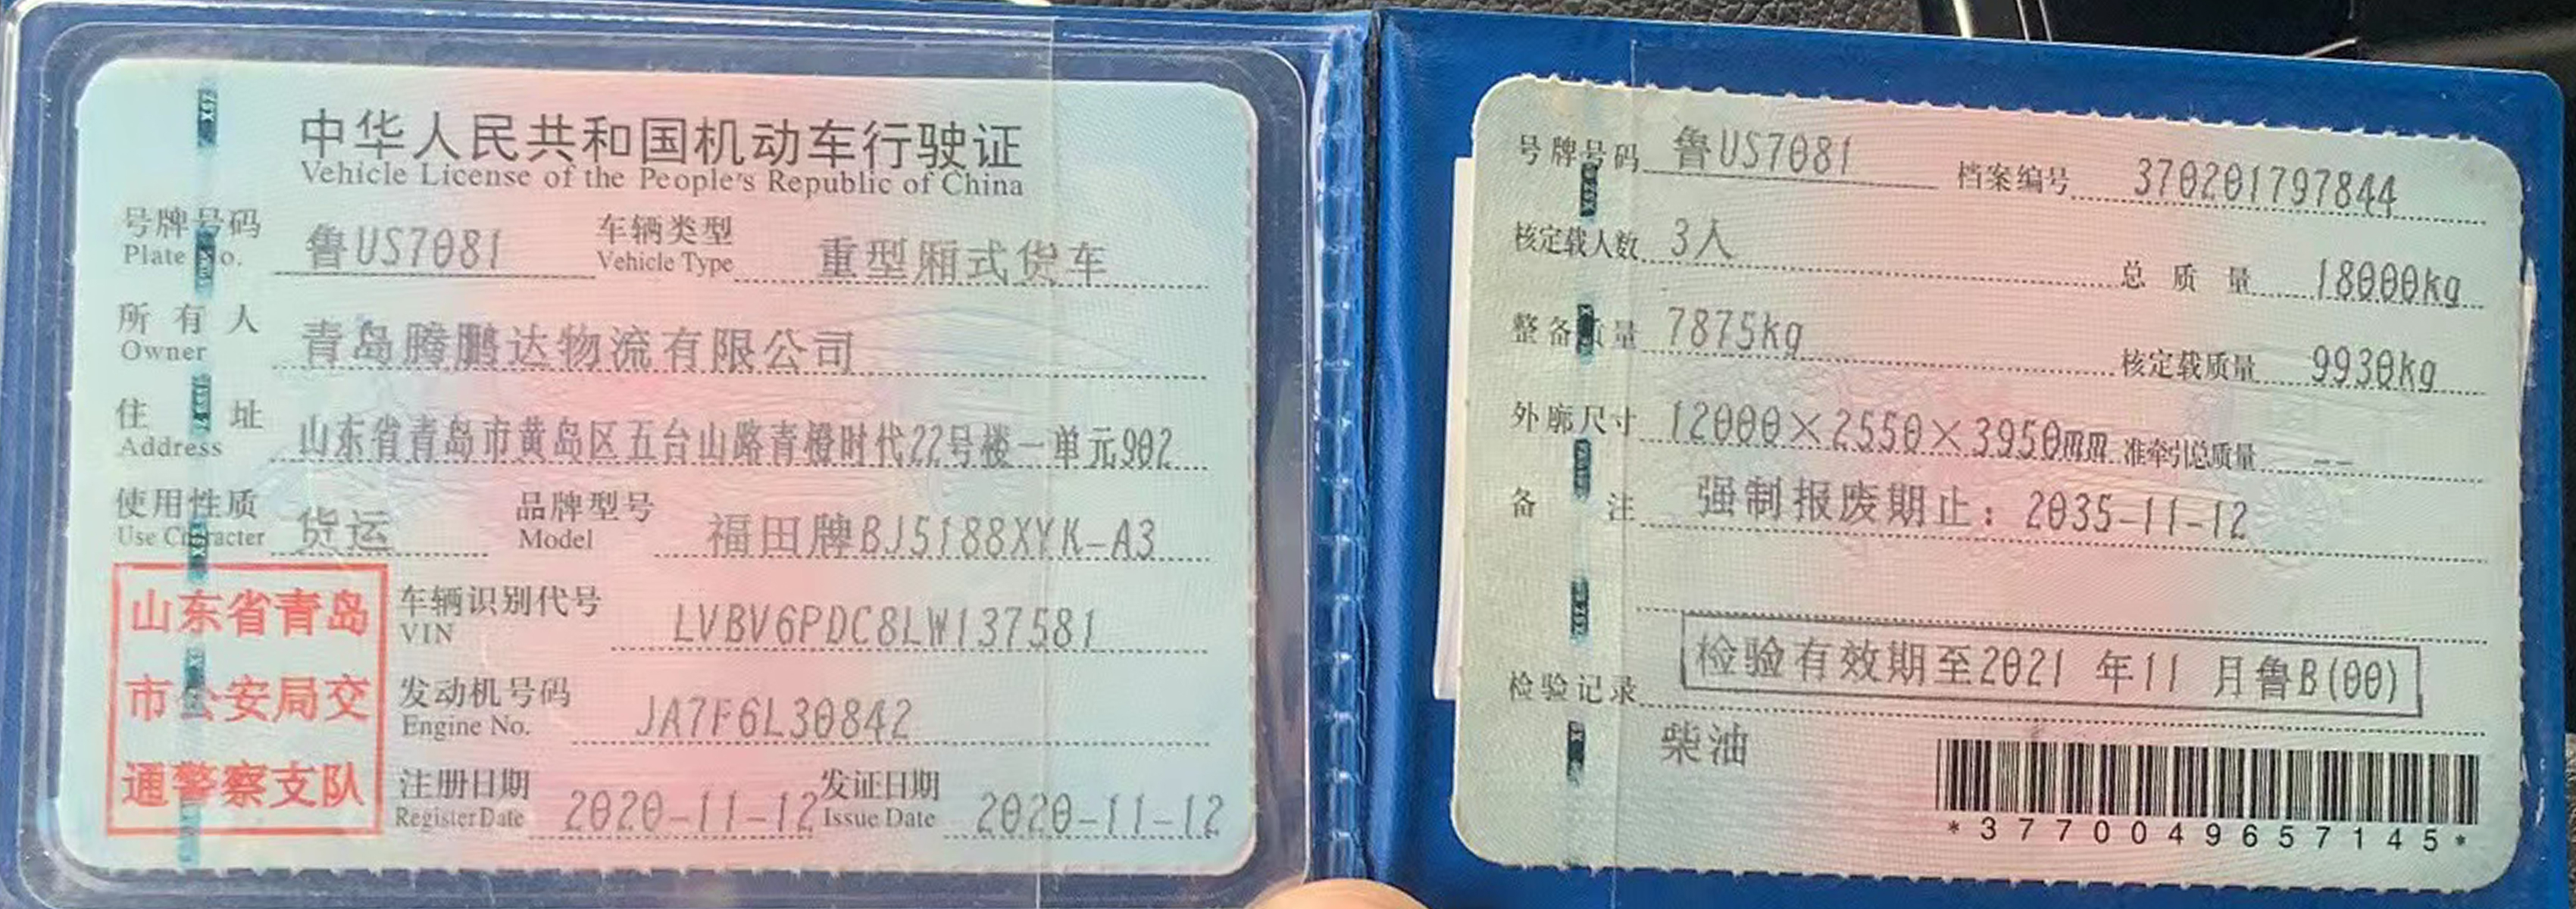 中华人民共和国机动车行驶证
Vehicle License of the People's Republic of China
号牌号码 鲁US7081 车辆类型 重型厢式货车
Plate No. Vehicle Type
所有人 青岛腾鹏达物流有限公司
Owner
住址 山东省青岛市黄岛区五台山路青橙时代22号楼一单元902
Address
使用性质 货运 品牌型号 福田牌BJ5188XYK-A3
Use Character Model
山东省青岛
市公安局交
通警察支队
车辆识别代号 LVBV6PDC8LW137581
VIN
发动机号码 JA7F6L30842
Engine No.
注册日期 2020-11-12 发证日期 2020-11-12
Register Date Issue Date
号牌号码 鲁US7081 档案编号 370201797844
核定载人数 3人 总质量 18000kg
整备质量 7875kg 核定载质量 9930kg
外廓尺寸 12000×2550×3950mm 准牵引总质量 --
备注 强制报废期止：2035-11-12
检验记录 检验有效期至2021 年11 月鲁B(00)
柴油
*3770049657145*